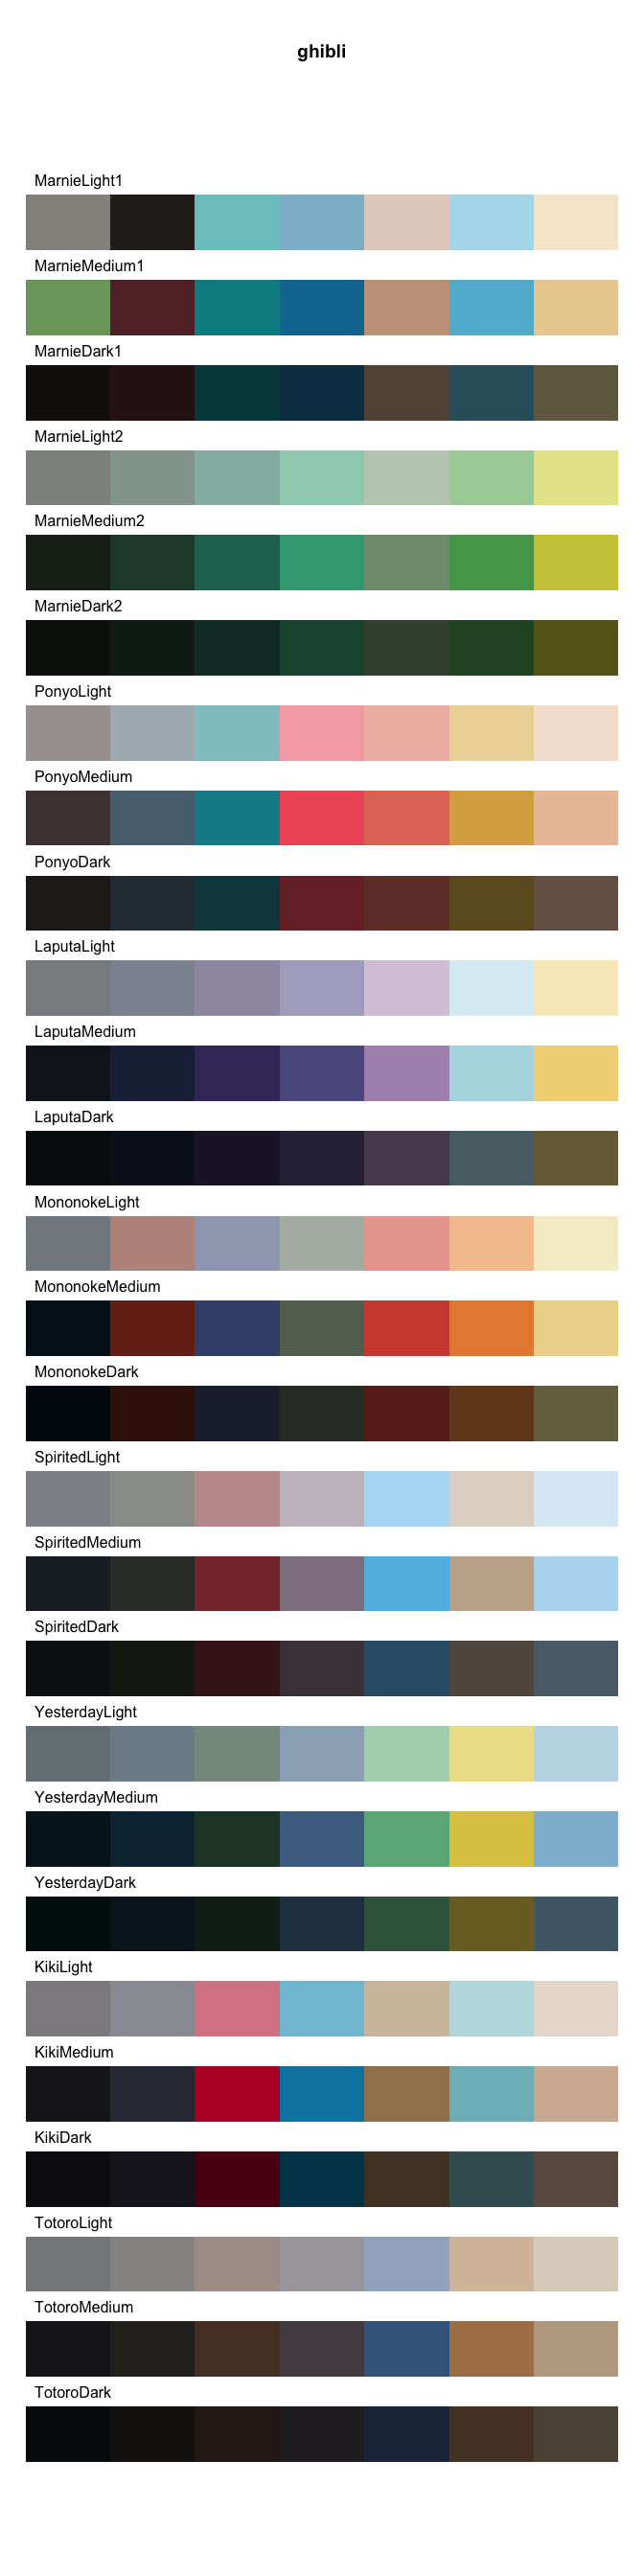 ghibli
MarnieLight1
MarnieMedium1
MarnieDark1
MarnieLight2
MarnieMedium2
MarnieDark2
PonyoLight
PonyoMedium
PonyoDark
LaputaLight
LaputaMedium
LaputaDark
MononokeLight
MononokeMedium
MononokeDark
SpiritedLight
SpiritedMedium
SpiritedDark
YesterdayLight
YesterdayMedium
YesterdayDark
KikiLight
KikiMedium
KikiDark
TotoroLight
TotoroMedium
TotoroDark